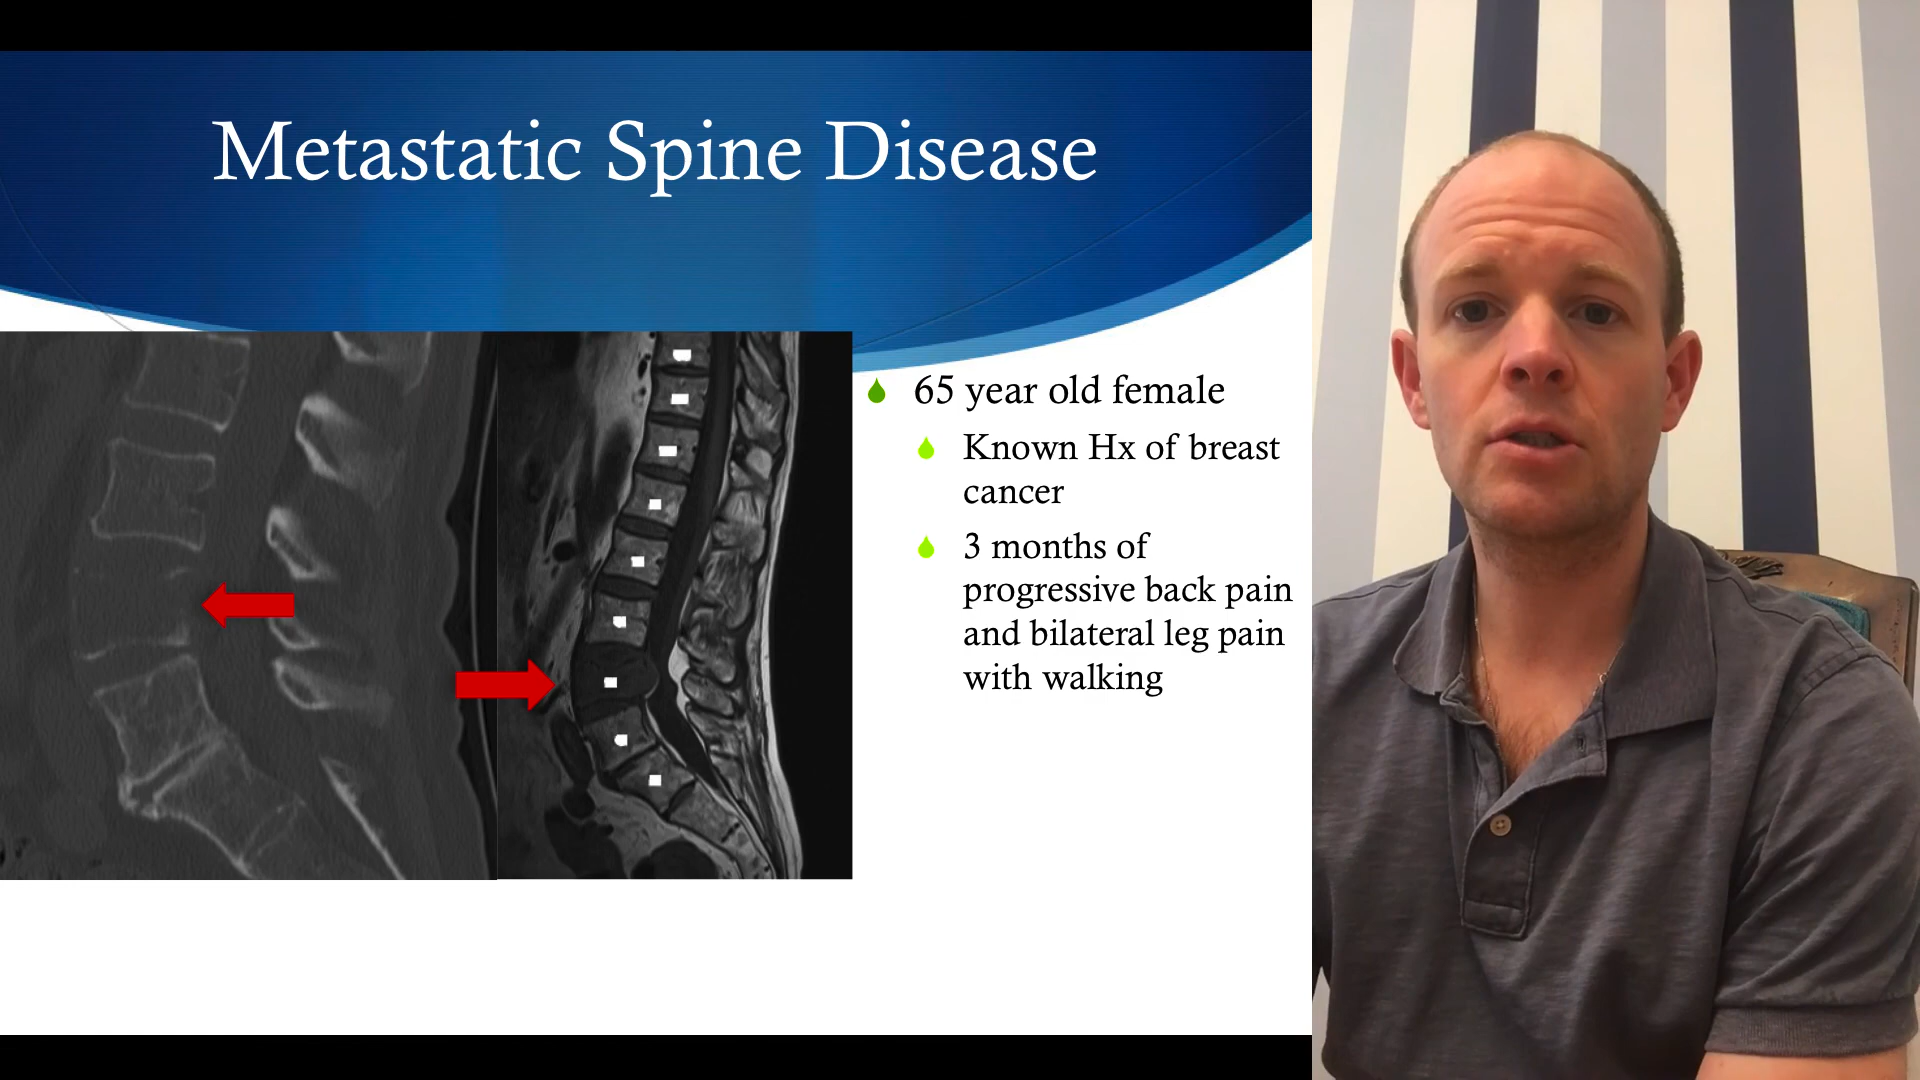 Metastatic Spine Disease
65 year old female
Known Hx of breast
cancer
3 months of
progressive back pain
and bilateral leg pain
with walking